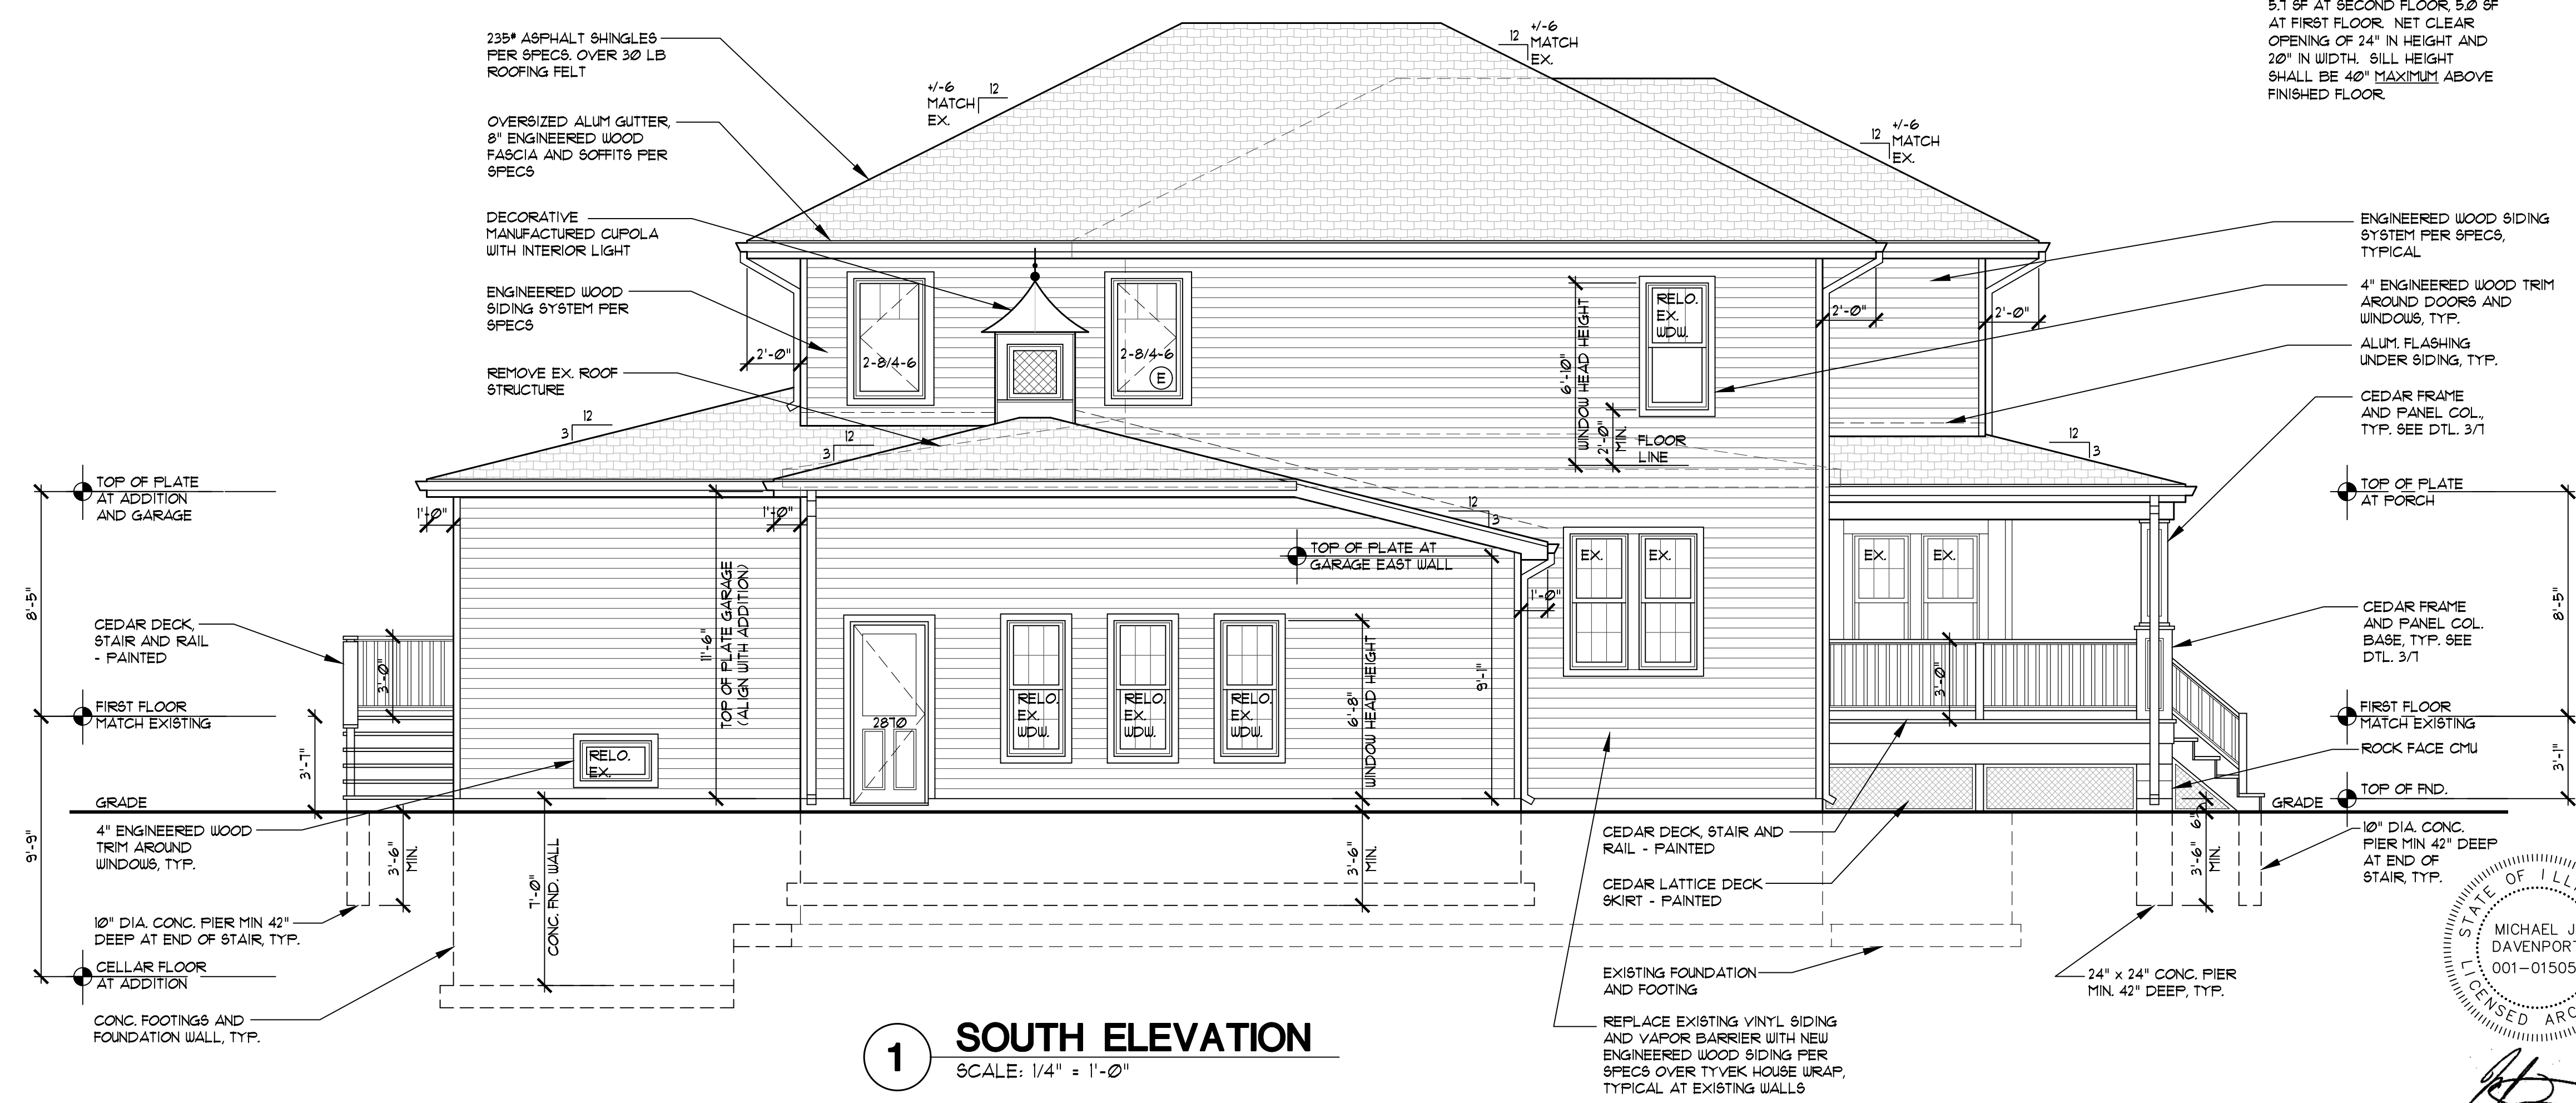 235# ASPHALT SHINGLES
PER SPECS. OVER 30 LB
ROOFING FELT
OVERSIZED ALUM GUTTER,
8" ENGINEERED WOOD
FASCIA AND SOFFITS PER
SPECS
DECORATIVE
MANUFACTURED CUPOLA
WITH INTERIOR LIGHT
ENGINEERED WOOD
SIDING SYSTEM PER
SPECS
REMOVE EX. ROOF
STRUCTURE
+/-6
MATCH
EX.
12
12
+/-6
MATCH
EX.
12
+/-6
MATCH
EX.
5.7 SF AT SECOND FLOOR, 5.0 SF
AT FIRST FLOOR. NET CLEAR
OPENING OF 24" IN HEIGHT AND
20" IN WIDTH. SILL HEIGHT
SHALL BE 40" MAXIMUM ABOVE
FINISHED FLOOR.
ENGINEERED WOOD SIDING
SYSTEM PER SPECS,
TYPICAL
4" ENGINEERED WOOD TRIM
AROUND DOORS AND
WINDOWS, TYP.
ALUM. FLASHING
UNDER SIDING, TYP.
CEDAR FRAME
AND PANEL COL.,
TYP. SEE DTL. 3/7
2'-0"
2-8/4-6
2-8/4-6
E
6'-10"
WINDOW HEAD HEIGHT
2'-0"
MIN.
RELO.
EX.
WDW.
FLOOR
LINE
2'-0"
2'-0"
12
3
12
3
12
3
12
3
TOP OF PLATE
AT ADDITION
AND GARAGE
1'-0"
1'-0"
TOP OF PLATE
AT PORCH
8'-5"
11'-6"
TOP OF PLATE GARAGE
(ALIGN WITH ADDITION)
TOP OF PLATE AT
GARAGE EAST WALL
1'-0"
EX.
EX.
EX.
EX.
8'-5"
CEDAR DECK,
STAIR AND RAIL
- PAINTED
3'-0"
2870
RELO.
EX.
WDW.
RELO.
EX.
WDW.
RELO.
EX.
WDW.
6'-8"
WINDOW HEAD HEIGHT
9'-1"
3'-0"
CEDAR FRAME
AND PANEL COL.
BASE, TYP. SEE
DTL. 3/7
FIRST FLOOR
MATCH EXISTING
3'-7"
RELO.
EX.
FIRST FLOOR
MATCH EXISTING
ROCK FACE CMU
3'-1"
TOP OF FND.
GRADE
GRADE
4" ENGINEERED WOOD
TRIM AROUND
WINDOWS, TYP.
3'-6"
MIN.
9'-9"
7'-0"
CONC. FND. WALL
3'-6"
MIN.
CEDAR DECK, STAIR AND
RAIL - PAINTED
CEDAR LATTICE DECK
SKIRT - PAINTED
6"
3'-6"
MIN.
10" DIA. CONC.
PIER MIN 42" DEEP
AT END OF
STAIR, TYP.
10" DIA. CONC. PIER MIN 42"
DEEP AT END OF STAIR, TYP.
CELLAR FLOOR
AT ADDITION
CONC. FOOTINGS AND
FOUNDATION WALL, TYP.
EXISTING FOUNDATION
AND FOOTING
24" x 24" CONC. PIER
MIN. 42" DEEP, TYP.
REPLACE EXISTING VINYL SIDING
AND VAPOR BARRIER WITH NEW
ENGINEERED WOOD SIDING PER
SPECS OVER TYVEK HOUSE WRAP,
TYPICAL AT EXISTING WALLS
STATE OF ILL
MICHAEL J
DAVENPORT
001-01505
LICENSED ARC
1
SOUTH ELEVATION
SCALE: 1/4" = 1'-0"